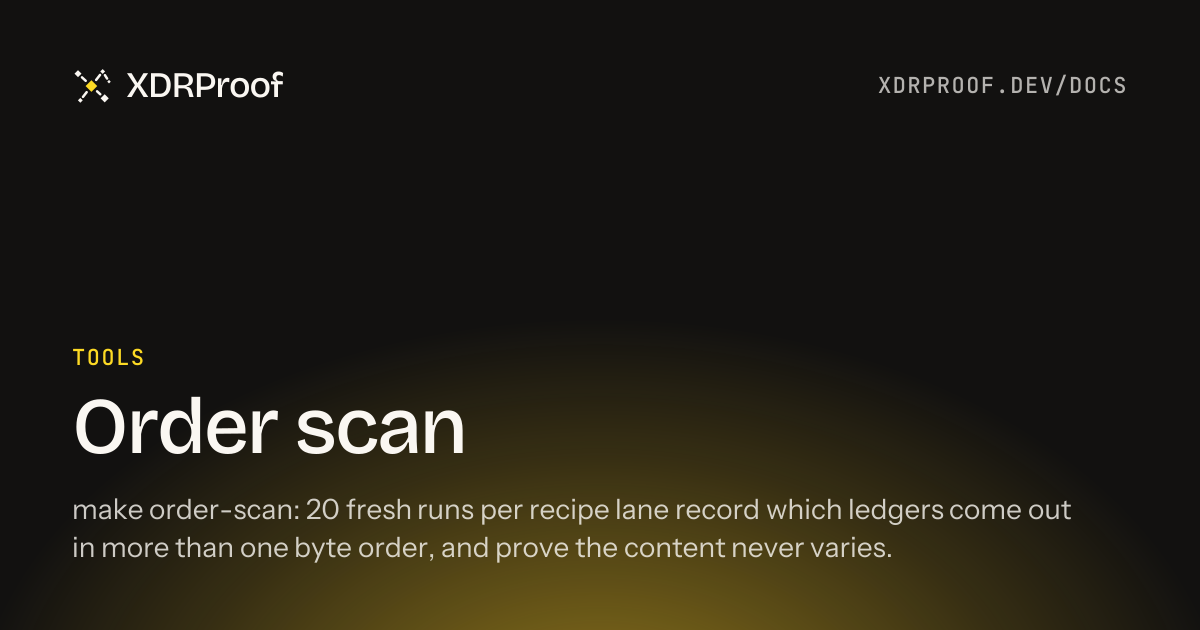 XDRProof
XDRPROOF.DEV/DOCS
TOOLS
Order scan
make order-scan: 20 fresh runs per recipe lane record which ledgers come out
in more than one byte order, and prove the content never varies.